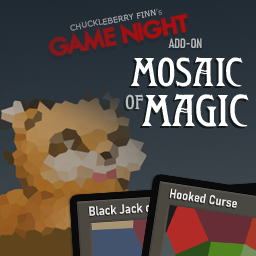 CHUCKLEBERRY FINN's
GAME NIGHT
ADD-ON
MOSAIC
OF MAGIC
Hooked Curse
Black Jack